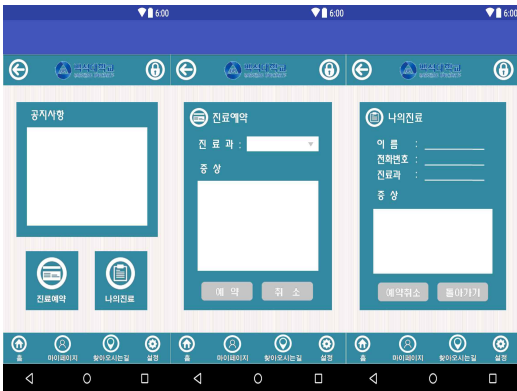 6:00
공지사항
진료예약
나의진료
홈
마이페이지
찾아오시는길
설정
6:00
진료예약
진 료 과 :
증 상
예 약
취 소
홈
마이페이지
찾아오시는길
설정
6:00
나의진료
이 름 :
전화번호 :
진료과 :
증 상
예약취소
돌아가기
홈
마이페이지
찾아오시는길
설정